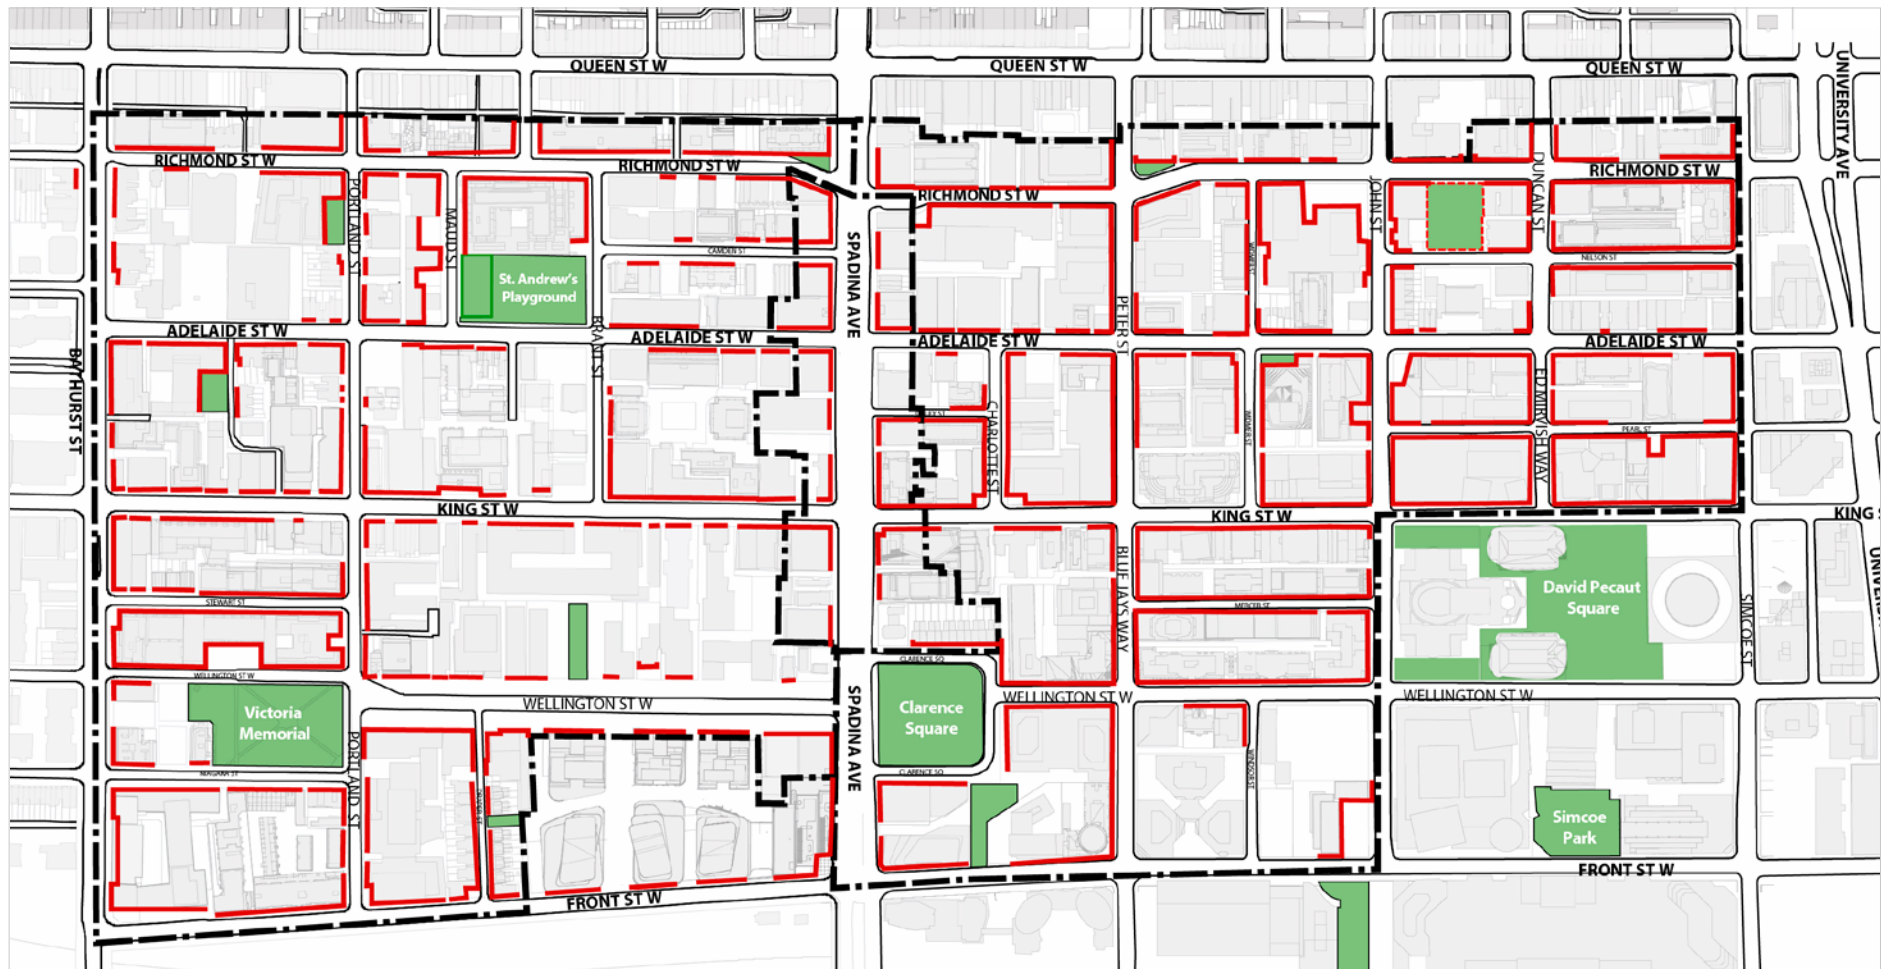 QUEEN ST W
QUEEN ST W
QUEEN ST W
UNIVERSITY AVE
RICHMOND ST W
RICHMOND ST W
RICHMOND ST W
RICHMOND ST W
PORTLAND ST
MAUD ST
JOHN ST
DUNCAN ST
CAMDEN ST
SPADINA AVE
NELSON ST
St. Andrew's
Playground
PETER ST
BRANT ST
ADELAIDE ST W
ADELAIDE ST W
ADELAIDE ST W
ADELAIDE ST W
BATHURST ST
CHARLOTTE ST
ED MIRVISH WAY
PEARL ST
KING ST W
KING ST W
KING S
David Pecaut
Square
BLUE JAYS WAY
SIMCOE ST
STEWART ST
MERCER ST
CLARENCE SQ
WELLINGTON ST W
WELLINGTON ST W
WELLINGTON ST W
WELLINGTON ST W
Victoria
Memorial
Clarence
Square
SPADINA AVE
PORTLAND ST
NIAGARA ST
CLARENCE SQ
WINDSOR ST
DRAPER ST
Simcoe
Park
FRONT ST W
FRONT ST W